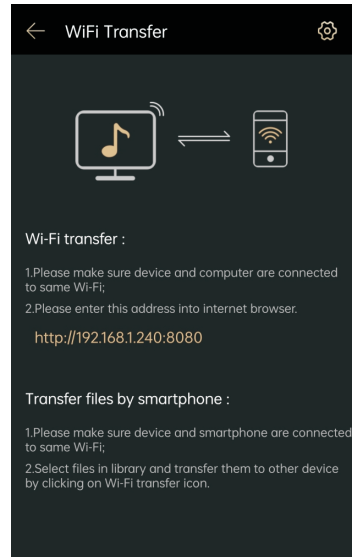 WiFi Transfer
Wi-Fi transfer :
1.Please make sure device and computer are connected
to same Wi-Fi;
2.Please enter this address into internet browser.
http://192.168.1.240:8080
Transfer files by smartphone :
1.Please make sure device and smartphone are connected
to same Wi-Fi;
2.Select files in library and transfer them to other device
by clicking on Wi-Fi transfer icon.